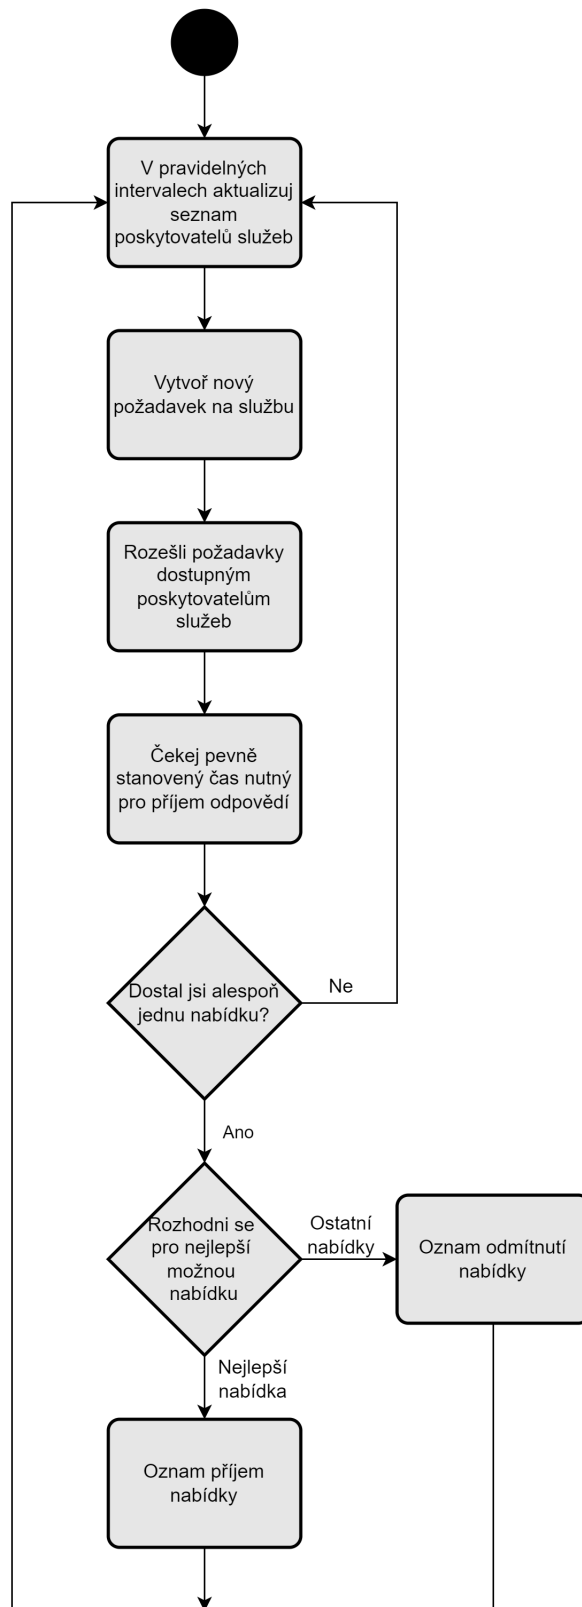 V pravidelných
intervalech aktualizuj
seznam
poskytovatelů služeb
Vytvoř nový
požadavek na službu
Rozešli požadavky
dostupným
poskytovatelům
služeb
Čekej pevně
stanovený čas nutný
pro příjem odpovědí
Dostal jsi alespoň
jednu nabídku?
Ne
Ano
Rozhodni se
pro nejlepší
možnou
nabídku
Ostatní
nabídky
Oznam odmítnutí
nabídky
Nejlepší
nabídka
Oznam příjem
nabídky